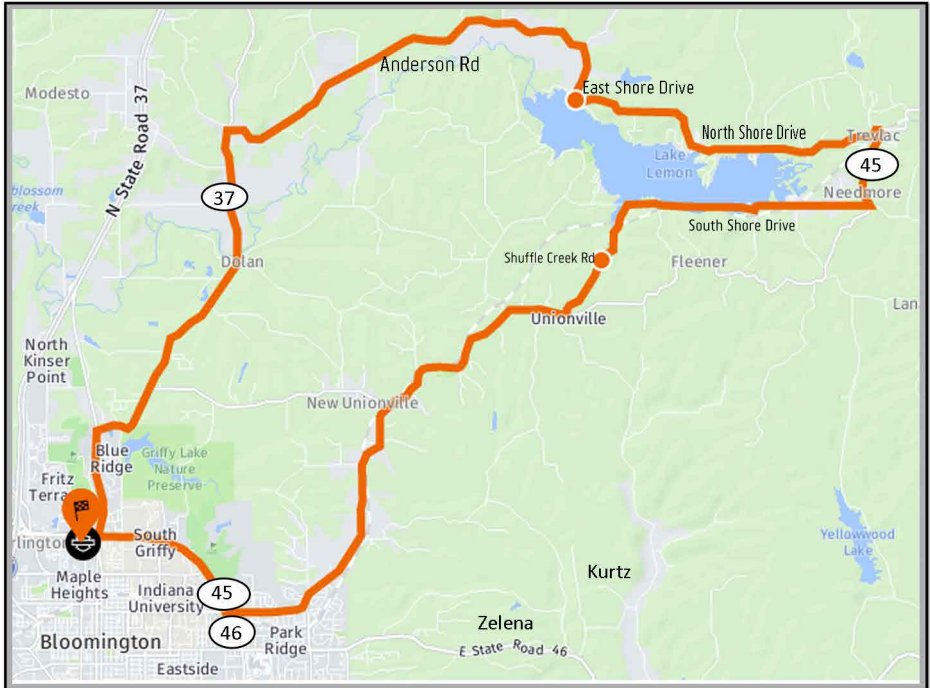 Anderson Rd
Modesto
N State Road 37
East Shore Drive
North Shore Drive
Trevlac
45
Lake
Lemon
Needmore
blossom
reek
37
South Shore Drive
Dolan
Shuffle Creek Rd
Fleener
Lan
Unionville
North
Kinser
Point
New Unionville
Blue
Ridge
Griffy Lake
Nature
Preserve
Fritz
Terra
rlington
South
Griffy
Yellowwood
Lake
Maple
Heights
Indiana
University
45
Kurtz
46
Zelena
Bloomington
Park
Ridge
E State Road 46
Eastside